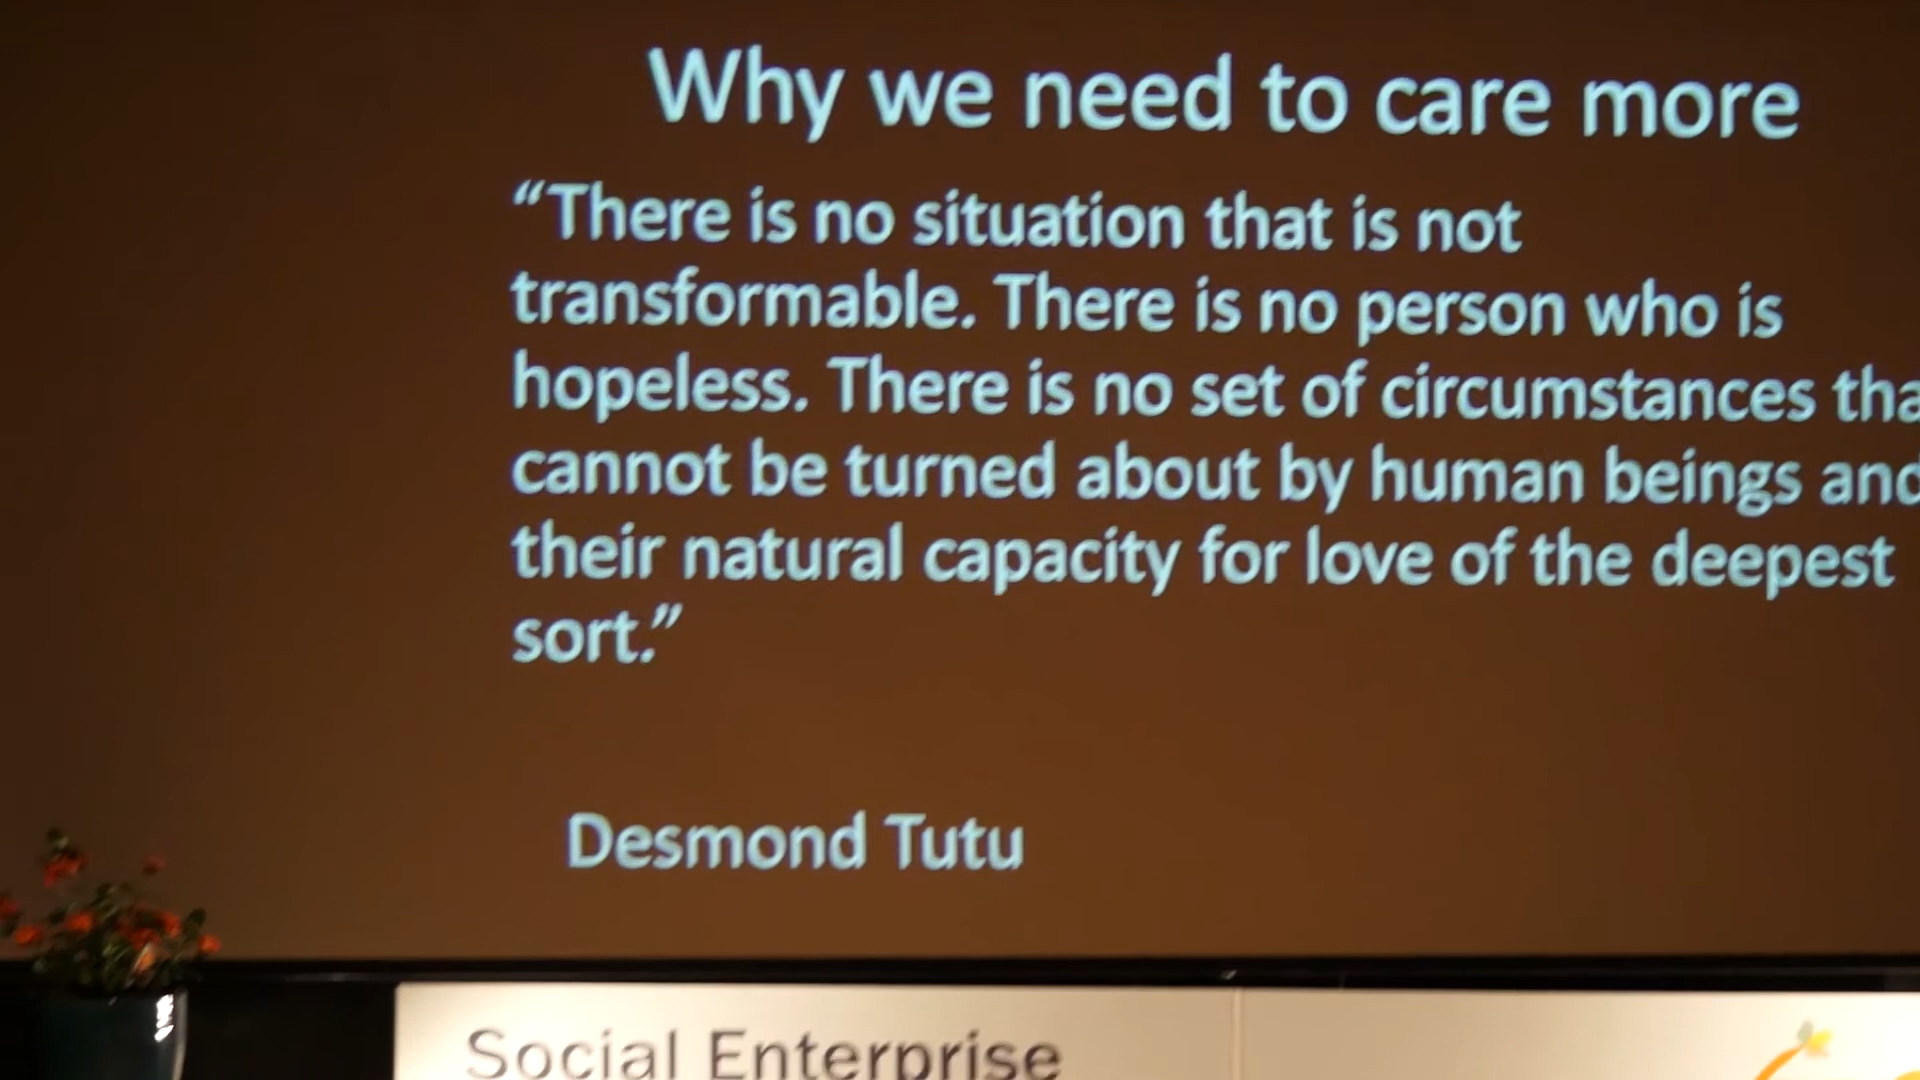 Why we need to care more
“There is no situation that is not
transformable. There is no person who is
hopeless. There is no set of circumstances tha
cannot be turned about by human beings and
their natural capacity for love of the deepest
sort.”
Desmond Tutu
Social Enterprise